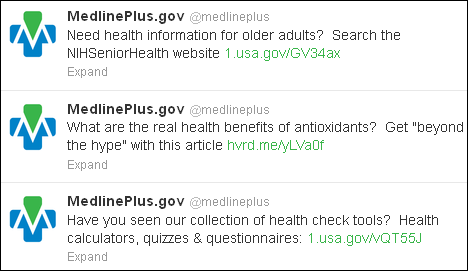 MedlinePlus.gov @medlineplus
Need health information for older adults?  Search the
NIHSeniorHealth website 1.usa.gov/GV34ax
Expand
MedlinePlus.gov @medlineplus
What are the real health benefits of antioxidants?  Get "beyond
the hype" with this article hvrd.me/yLVa0f
Expand
MedlinePlus.gov @medlineplus
Have you seen our collection of health check tools?  Health
calculators, quizzes & questionnaires: 1.usa.gov/vQT55J
Expand